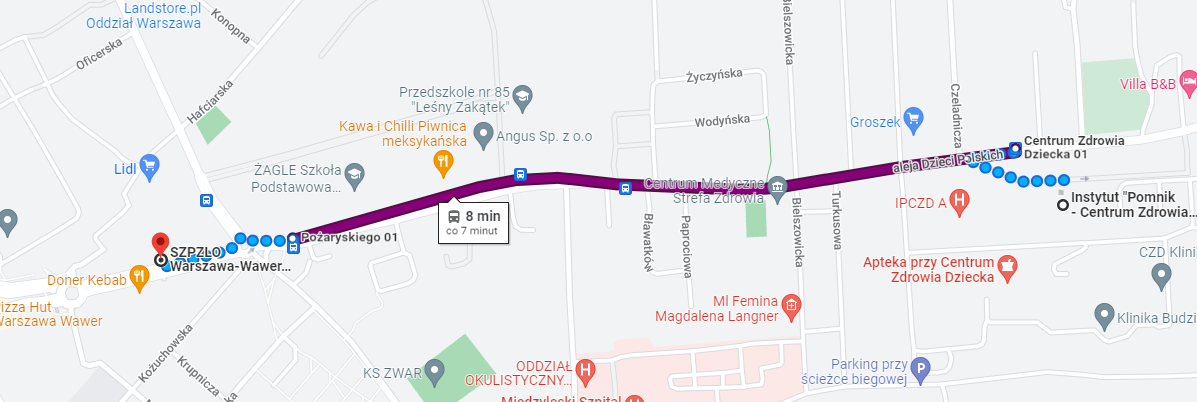 Landstore.pl
Oddział Warszawa
Konopna
Oficerska
Hafciarska
Bielszowicka
Życzyńska
Villa B&B
Przedszkole nr 85
"Leśny Zakątek"
Czeladnicza
Wodyńska
Groszek
Kawa i Chilli Piwnica
meksykańska
Angus Sp. z o.o
Centrum Zdrowia
Dziecka 01
aleja Dzieci Polskich
Lidl
ŻAGLE Szkoła
Podstawowa...
Centrum Medyczne
Strefa Zdrowia
Instytut "Pomnik
- Centrum Zdrowia...
IPCZD A
8 min
co 7 minut
Bławatków
Paprociowa
Bielszowicka
Turkusowa
Pożaryskiego 01
SZPZLO
Warszawa-Wawer...
CZD Klinik
Apteka przy Centrum
Zdrowia Dziecka
Doner Kebab
Pizza Hut
Warszawa Wawer
Ml Femina
Magdalena Langner
Klinika Budzi
Kożuchowska
Krupnicza
KS ZWAR
ODDZIAŁ
OKULISTYCZNY...
Parking przy
ścieżce biegowej
Międzyleski Szpital